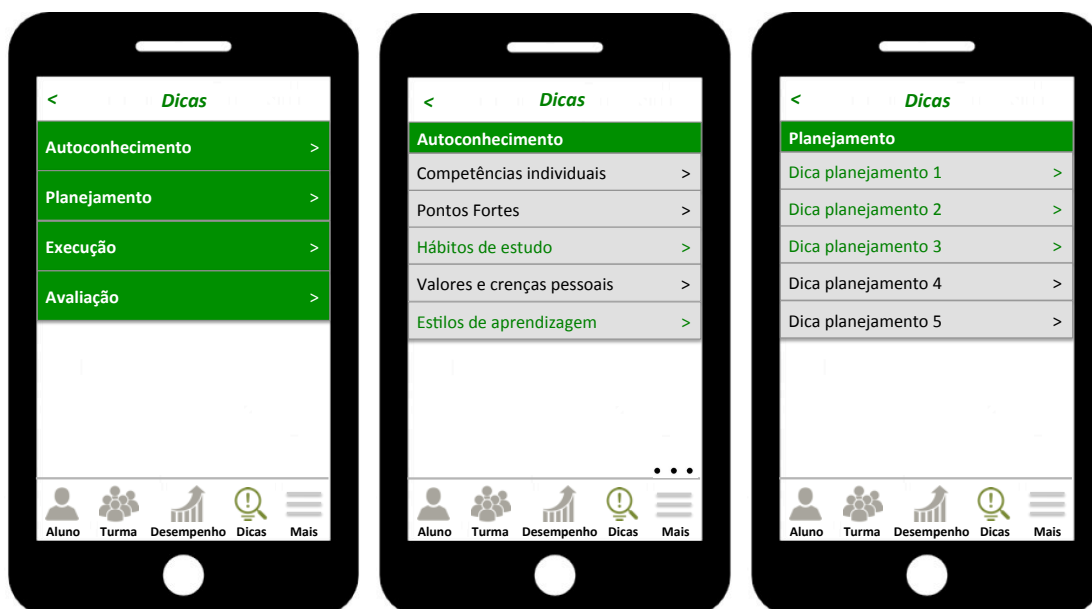 < Dicas
Autoconhecimento >
Planejamento >
Execução >
Avaliação >
Aluno Turma Desempenho Dicas Mais
< Dicas
Autoconhecimento
Competências individuais >
Pontos Fortes >
Hábitos de estudo >
Valores e crenças pessoais >
Estilos de aprendizagem >
...
Aluno Turma Desempenho Dicas Mais
< Dicas
Planejamento
Dica planejamento 1 >
Dica planejamento 2 >
Dica planejamento 3 >
Dica planejamento 4 >
Dica planejamento 5 >
Aluno Turma Desempenho Dicas Mais